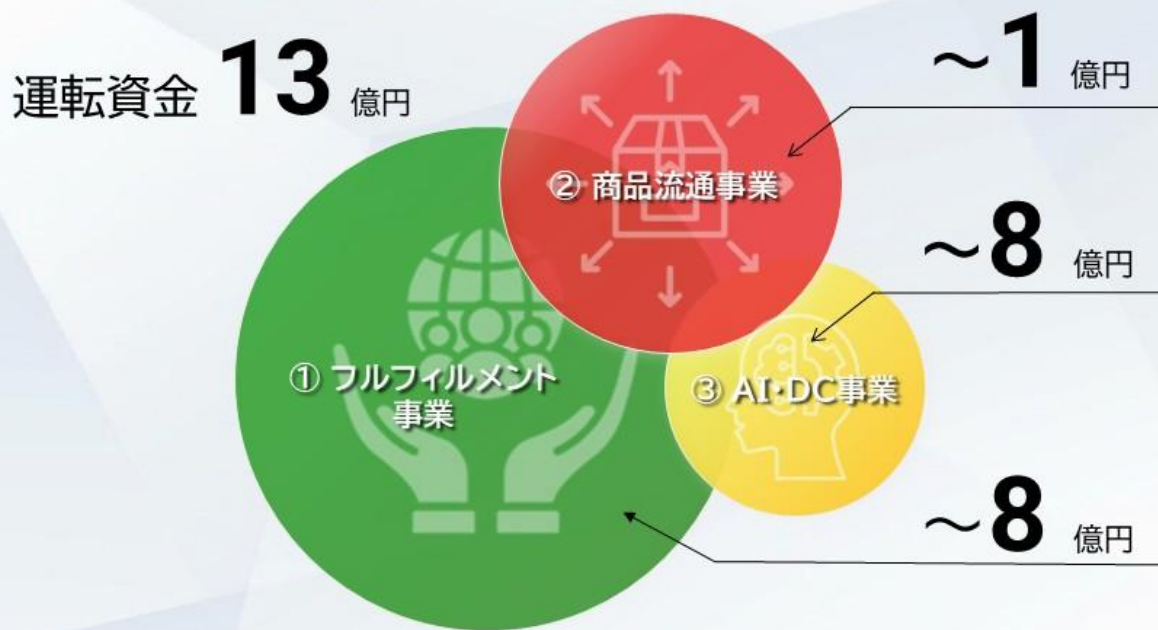 運転資金 13 億円
～1 億円
② 商品流通事業
～8 億円
① フルフィルメント
事業
③ AI・DC事業
～8 億円